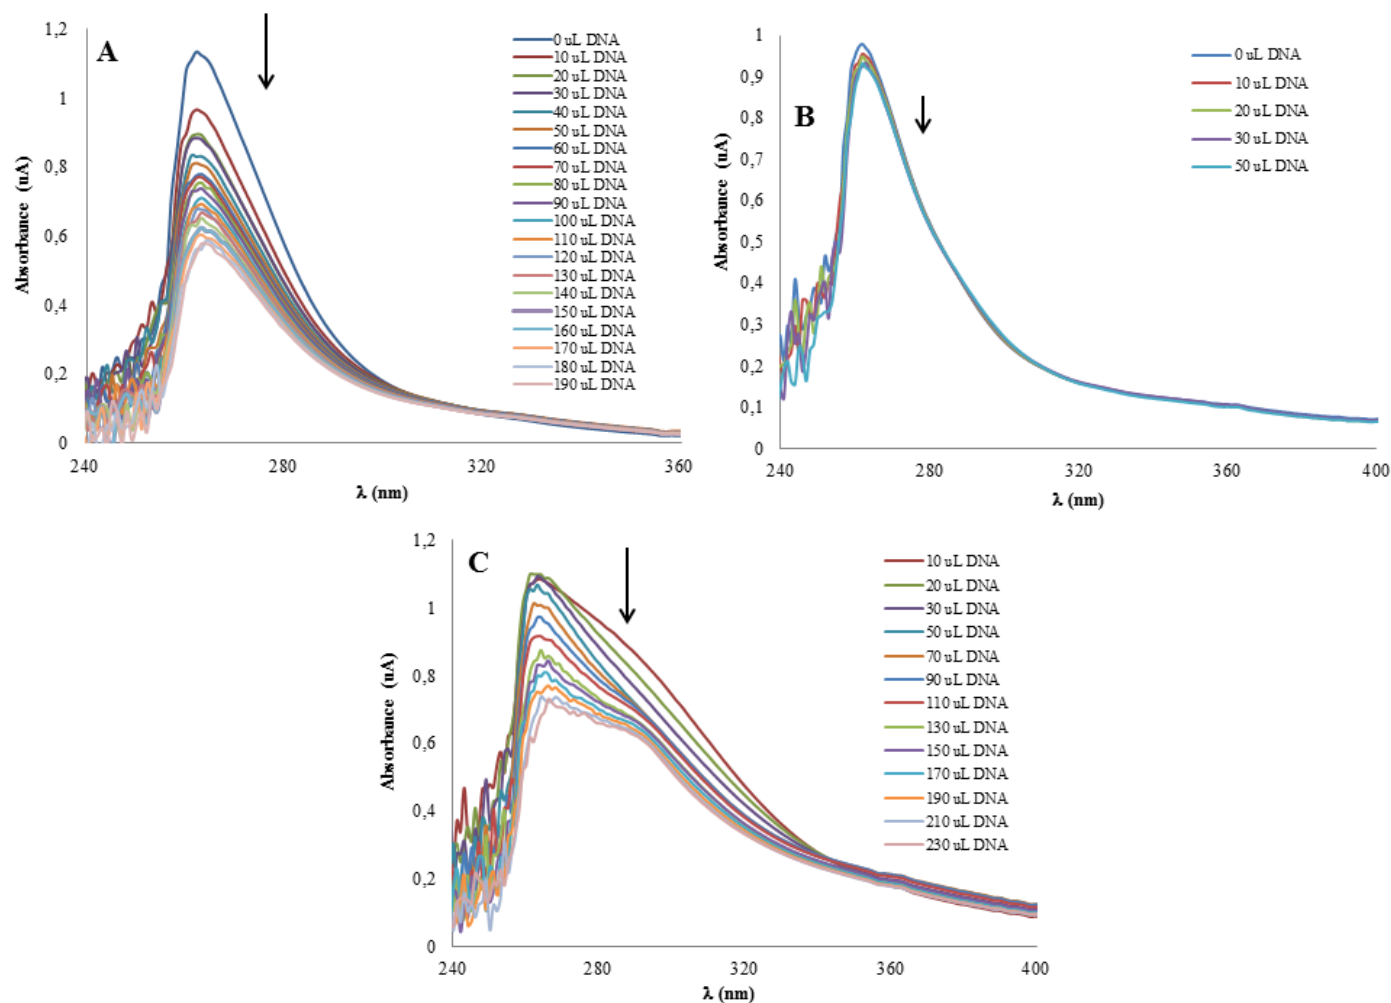 A
1,2
1
0,8
0,6
0,4
0,2
0
Absorbance (uA)
240
280
320
360
λ (nm)
0 uL DNA
10 uL DNA
20 uL DNA
30 uL DNA
40 uL DNA
50 uL DNA
60 uL DNA
70 uL DNA
80 uL DNA
90 uL DNA
100 uL DNA
110 uL DNA
120 uL DNA
130 uL DNA
140 uL DNA
150 uL DNA
160 uL DNA
170 uL DNA
180 uL DNA
190 uL DNA
B
1
0,9
0,8
0,7
0,6
0,5
0,4
0,3
0,2
0,1
0
Absorbance (uA)
240
280
320
360
400
λ (nm)
0 uL DNA
10 uL DNA
20 uL DNA
30 uL DNA
50 uL DNA
C
1,2
1
0,8
0,6
0,4
0,2
0
Absorbance (uA)
240
280
320
360
400
λ (nm)
10 uL DNA
20 uL DNA
30 uL DNA
50 uL DNA
70 uL DNA
90 uL DNA
110 uL DNA
130 uL DNA
150 uL DNA
170 uL DNA
190 uL DNA
210 uL DNA
230 uL DNA